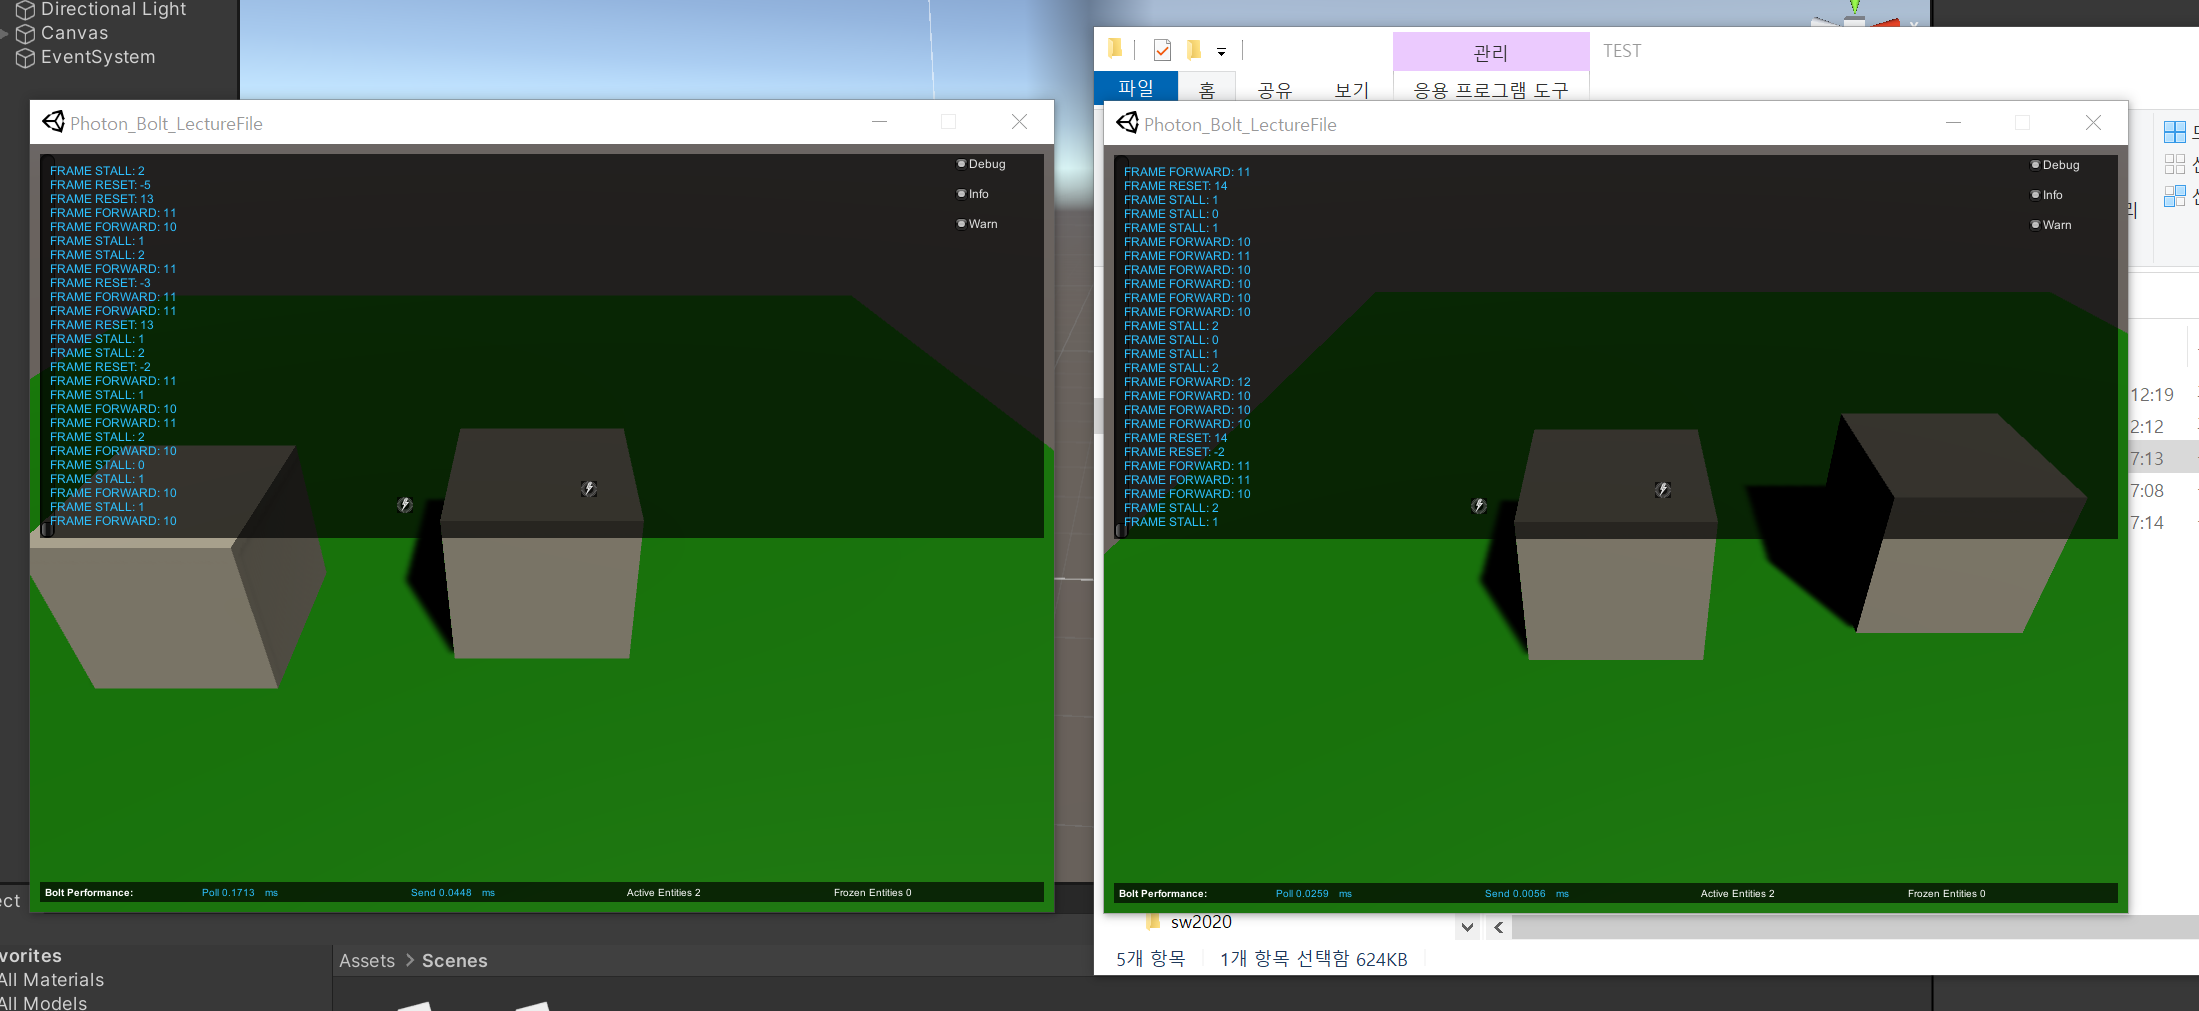 Directional Light
Canvas
EventSystem
관리
TEST
파일
홈
공유
보기
응용 프로그램 도구
Photon_Bolt_LectureFile
FRAME STALL: 2
FRAME RESET: -5
FRAME RESET: 13
FRAME FORWARD: 11
FRAME FORWARD: 10
FRAME STALL: 1
FRAME STALL: 2
FRAME FORWARD: 11
FRAME RESET: -3
FRAME FORWARD: 11
FRAME FORWARD: 11
FRAME RESET: 13
FRAME STALL: 1
FRAME STALL: 2
FRAME RESET: -2
FRAME FORWARD: 11
FRAME STALL: 1
FRAME FORWARD: 10
FRAME FORWARD: 11
FRAME STALL: 2
FRAME FORWARD: 10
FRAME STALL: 0
FRAME STALL: 1
FRAME FORWARD: 10
FRAME STALL: 1
FRAME FORWARD: 10
Debug
Info
Warn
Bolt Performance: Poll 0.1713 ms Send 0.0448 ms Active Entities 2 Frozen Entities 0
Photon_Bolt_LectureFile
FRAME FORWARD: 11
FRAME RESET: 14
FRAME STALL: 1
FRAME STALL: 0
FRAME STALL: 1
FRAME FORWARD: 10
FRAME FORWARD: 11
FRAME FORWARD: 10
FRAME FORWARD: 10
FRAME FORWARD: 10
FRAME FORWARD: 10
FRAME STALL: 2
FRAME STALL: 0
FRAME STALL: 1
FRAME STALL: 2
FRAME FORWARD: 12
FRAME FORWARD: 10
FRAME FORWARD: 10
FRAME FORWARD: 10
FRAME RESET: 14
FRAME RESET: -2
FRAME FORWARD: 11
FRAME FORWARD: 11
FRAME FORWARD: 10
FRAME STALL: 2
FRAME STALL: 1
Debug
Info
Warn
Bolt Performance: Poll 0.0259 ms Send 0.0056 ms Active Entities 2 Frozen Entities 0
12:19
2:12
7:13
7:08
7:14
sw2020
5개 항목
1개 항목 선택함 624KB
ect
vorites
All Materials
All Models
Assets > Scenes